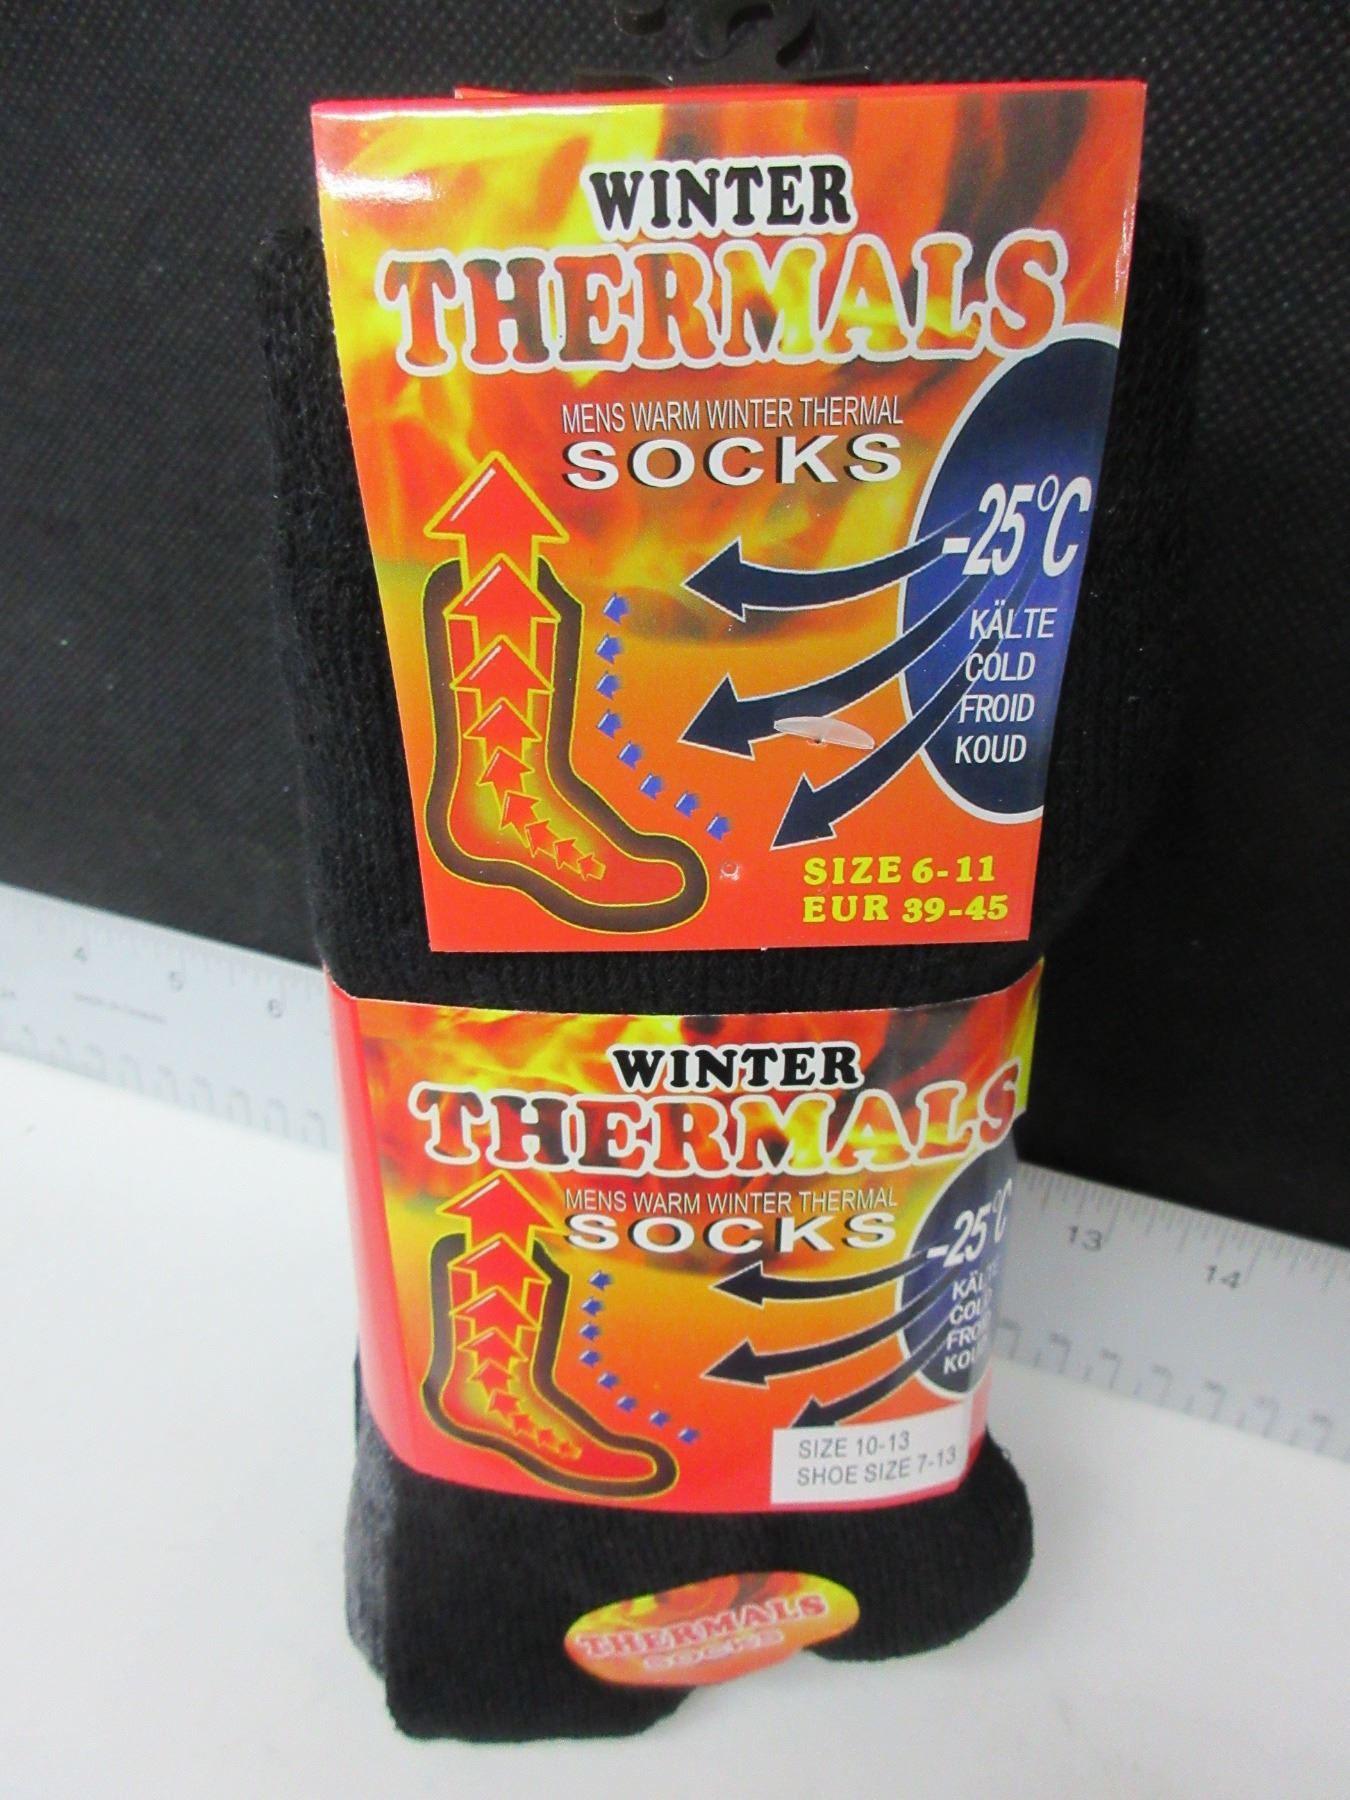 WINTER
THERMALS
MENS WARM WINTER THERMAL
SOCKS
-25°C
KÄLTE
COLD
FROID
KOUD
SIZE 6-11
EUR 39-45
4
5
6
WINTER
THERMALS
MENS WARM WINTER THERMAL
SOCKS
-25°C
COLD
SIZE 10-13
SHOE SIZE 7-13
13
14
THERMALS
SOCKS